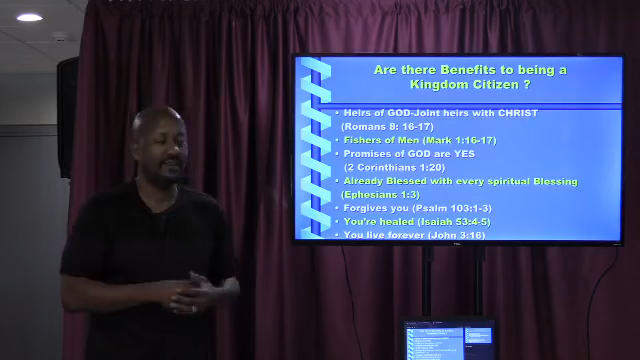 Are there Benefits to being a
Kingdom Citizen ?
• Heirs of GOD-Joint heirs with CHRIST
(Romans 8: 16-17)
• Fishers of Men (Mark 1:16-17)
• Promises of GOD are YES
(2 Corinthians 1:20)
• Already Blessed with every spiritual Blessing
(Ephesians 1:3)
• Forgives you (Psalm 103:1-3)
• You're healed (Isaiah 53:4-5)
• You live forever (John 3:16)
TCL